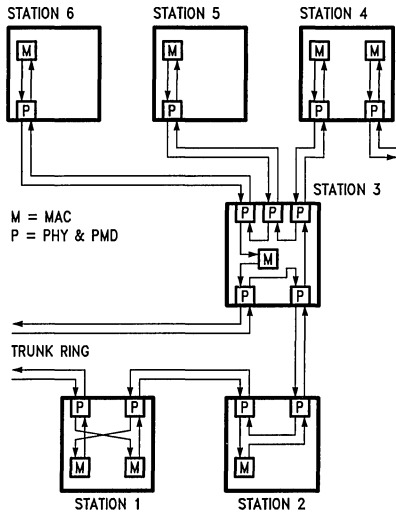 STATION 6 STATION 5 STATION 4
M M M M
P P P P
STATION 3
P P P
M = MAC
P = PHY & PMD
M
P P
TRUNK RING
P P P P
M M M
STATION 1 STATION 2